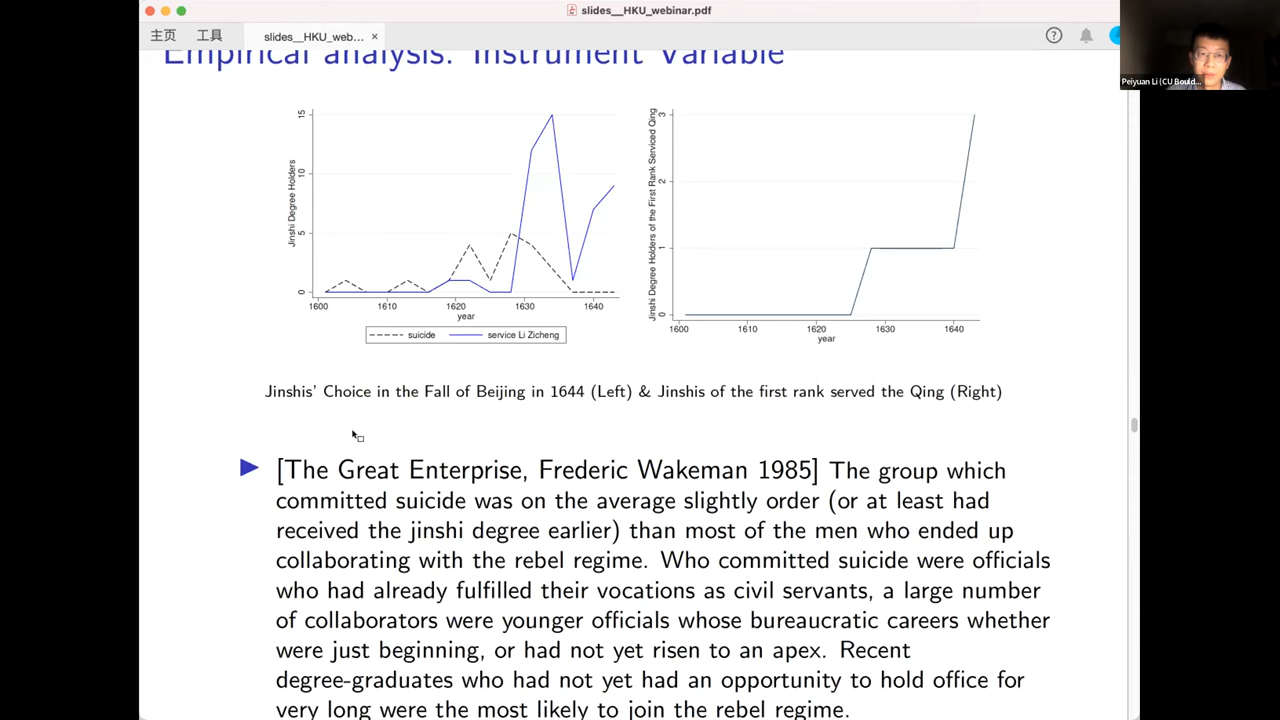 slides__HKU_webinar.pdf
主页 工具 slides__HKU_web... ×
?
Peiyuan Li (CU Bould...
Empirical analysis: Instrument Variable
Jinshi Degree Holders
15
10
5
0
1600 1610 1620 1630 1640
year
suicide service Li Zicheng
Jinshi Degree Holders of the First Rank Serviced Qing
3
2
1
0
1600 1610 1620 1630 1640
year
Jinshis' Choice in the Fall of Beijing in 1644 (Left) & Jinshis of the first rank served the Qing (Right)
[The Great Enterprise, Frederic Wakeman 1985] The group which
committed suicide was on the average slightly order (or at least had
received the jinshi degree earlier) than most of the men who ended up
collaborating with the rebel regime. Who committed suicide were officials
who had already fulfilled their vocations as civil servants, a large number
of collaborators were younger officials whose bureaucratic careers whether
were just beginning, or had not yet risen to an apex. Recent
degree-graduates who had not yet had an opportunity to hold office for
very long were the most likely to join the rebel regime.